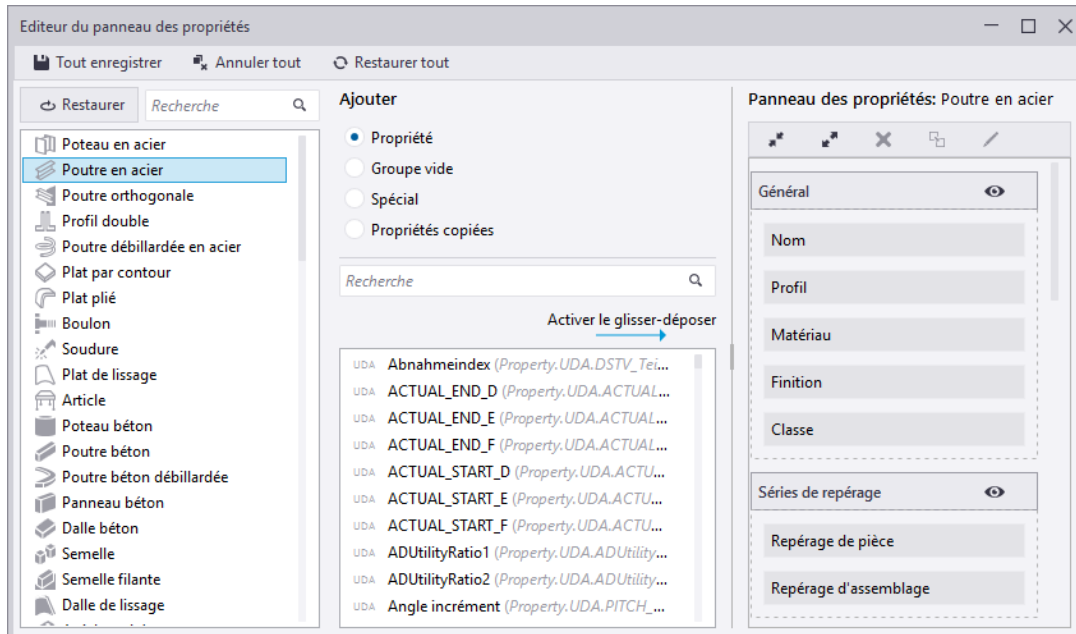 Editeur du panneau des propriétés
Tout enregistrer Annuler tout Restaurer tout
Restaurer Recherche
Poteau en acier
Poutre en acier
Poutre orthogonale
Profil double
Poutre débillardée en acier
Plat par contour
Plat plié
Boulon
Soudure
Plat de lissage
Article
Poteau béton
Poutre béton
Poutre béton débillardée
Panneau béton
Dalle béton
Semelle
Semelle filante
Dalle de lissage
Ajouter
Propriété
Groupe vide
Spécial
Propriétés copiées
Recherche
Activer le glisser-déposer
UDA Abnahmeindex (Property.UDA.DSTV_Tei...
UDA ACTUAL_END_D (Property.UDA.ACTUAL...
UDA ACTUAL_END_E (Property.UDA.ACTUAL...
UDA ACTUAL_END_F (Property.UDA.ACTUAL...
UDA ACTUAL_START_D (Property.UDA.ACTU...
UDA ACTUAL_START_E (Property.UDA.ACTU...
UDA ACTUAL_START_F (Property.UDA.ACTU...
UDA ADUtilityRatio1 (Property.UDA.ADUtility...
UDA ADUtilityRatio2 (Property.UDA.ADUtility...
UDA Angle incrément (Property.UDA.PITCH_...
Panneau des propriétés: Poutre en acier
Général
Nom
Profil
Matériau
Finition
Classe
Séries de repérage
Repérage de pièce
Repérage d'assemblage